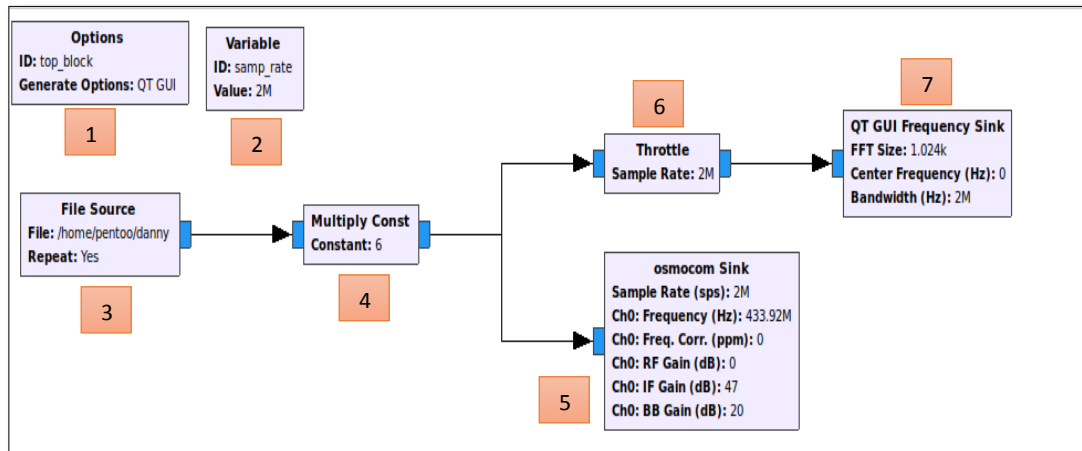 Options
ID: top_block
Generate Options: QT GUI
1
Variable
ID: samp_rate
Value: 2M
2
File Source
File: /home/pentoo/danny
Repeat: Yes
3
Multiply Const
Constant: 6
4
6
Throttle
Sample Rate: 2M
7
QT GUI Frequency Sink
FFT Size: 1.024k
Center Frequency (Hz): 0
Bandwidth (Hz): 2M
osmocom Sink
Sample Rate (sps): 2M
Ch0: Frequency (Hz): 433.92M
Ch0: Freq. Corr. (ppm): 0
Ch0: RF Gain (dB): 0
Ch0: IF Gain (dB): 47
Ch0: BB Gain (dB): 20
5